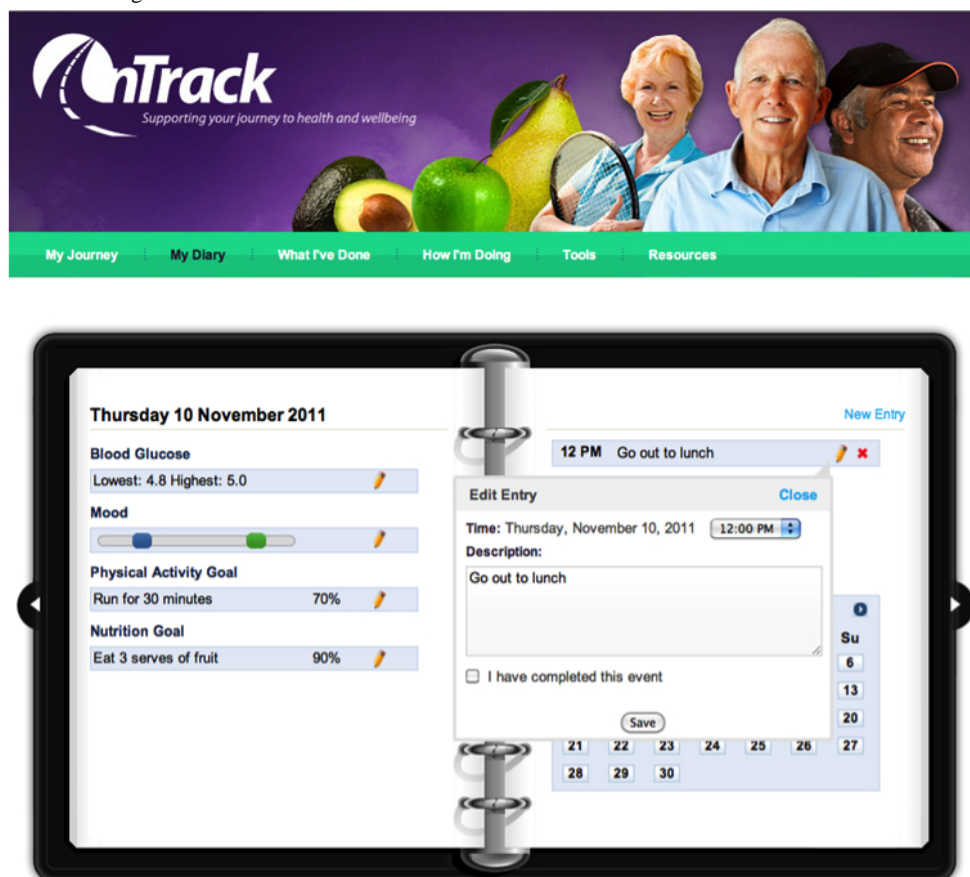 OnTrack
Supporting your journey to health and wellbeing
My Journey My Diary What I've Done How I'm Doing Tools Resources
Thursday 10 November 2011
Blood Glucose
Lowest: 4.8 Highest: 5.0
Mood
Physical Activity Goal
Run for 30 minutes 70%
Nutrition Goal
Eat 3 serves of fruit 90%
New Entry
12 PM Go out to lunch
Edit Entry Close
Time: Thursday, November 10, 2011 12:00 PM
Description:
Go out to lunch
I have completed this event
Save
Su
6
13
20
21 22 23 24 25 26 27
28 29 30